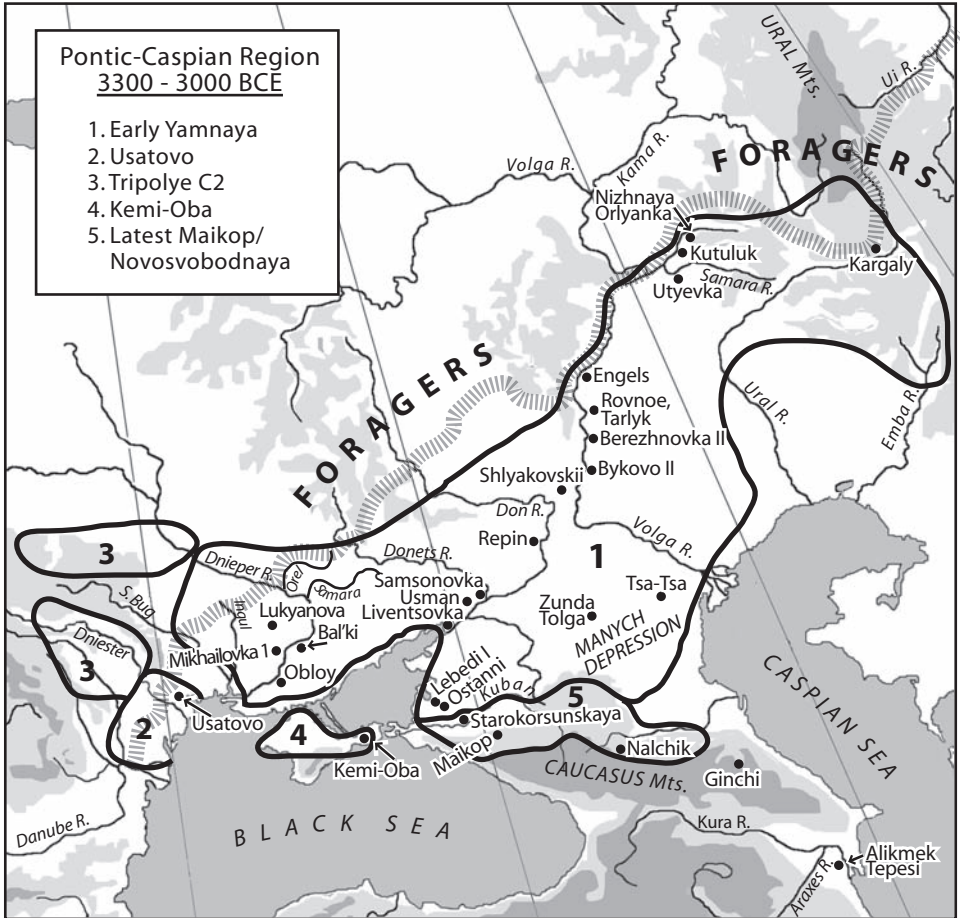 Pontic-Caspian Region
3300 - 3000 BCE
1. Early Yamnaya
2. Usatovo
3. Tripolye C2
4. Kemi-Oba
5. Latest Maikop/
Novosvobodnaya
URAL Mts.
Ui R.
FORAGERS
Kama R.
Volga R.
Nizhnaya
Orlyanka
Kutuluk
Kargaly
Samara R.
Utyevka
FORAGERS
Engels
Rovnoe,
Tarlyk
Berezhnovka II
Bykovo II
Ural R.
Emba R.
Shlyakovskii
Don R.
Repin
Volga R.
1
3
Dnieper R.
Orel
Donets R.
Samara
Samsonovka
Usman
Liventsovka
Tsa-Tsa
Zunda
Tolga
MANYCH
DEPRESSION
S. Bug
Ingul
Lukyanova
Bal'ki
Dniester
3
Mikhailovka 1
Obloy
Lebedi I
Ostanni
Kuban
5
CASPIAN SEA
Usatovo
2
4
Kemi-Oba
Starokorsunskaya
Maikop
Nalchik
CAUCASUS Mts.
Ginchi
Danube R.
BLACK SEA
Kura R.
Araxes R.
Alikmek
Tepesi